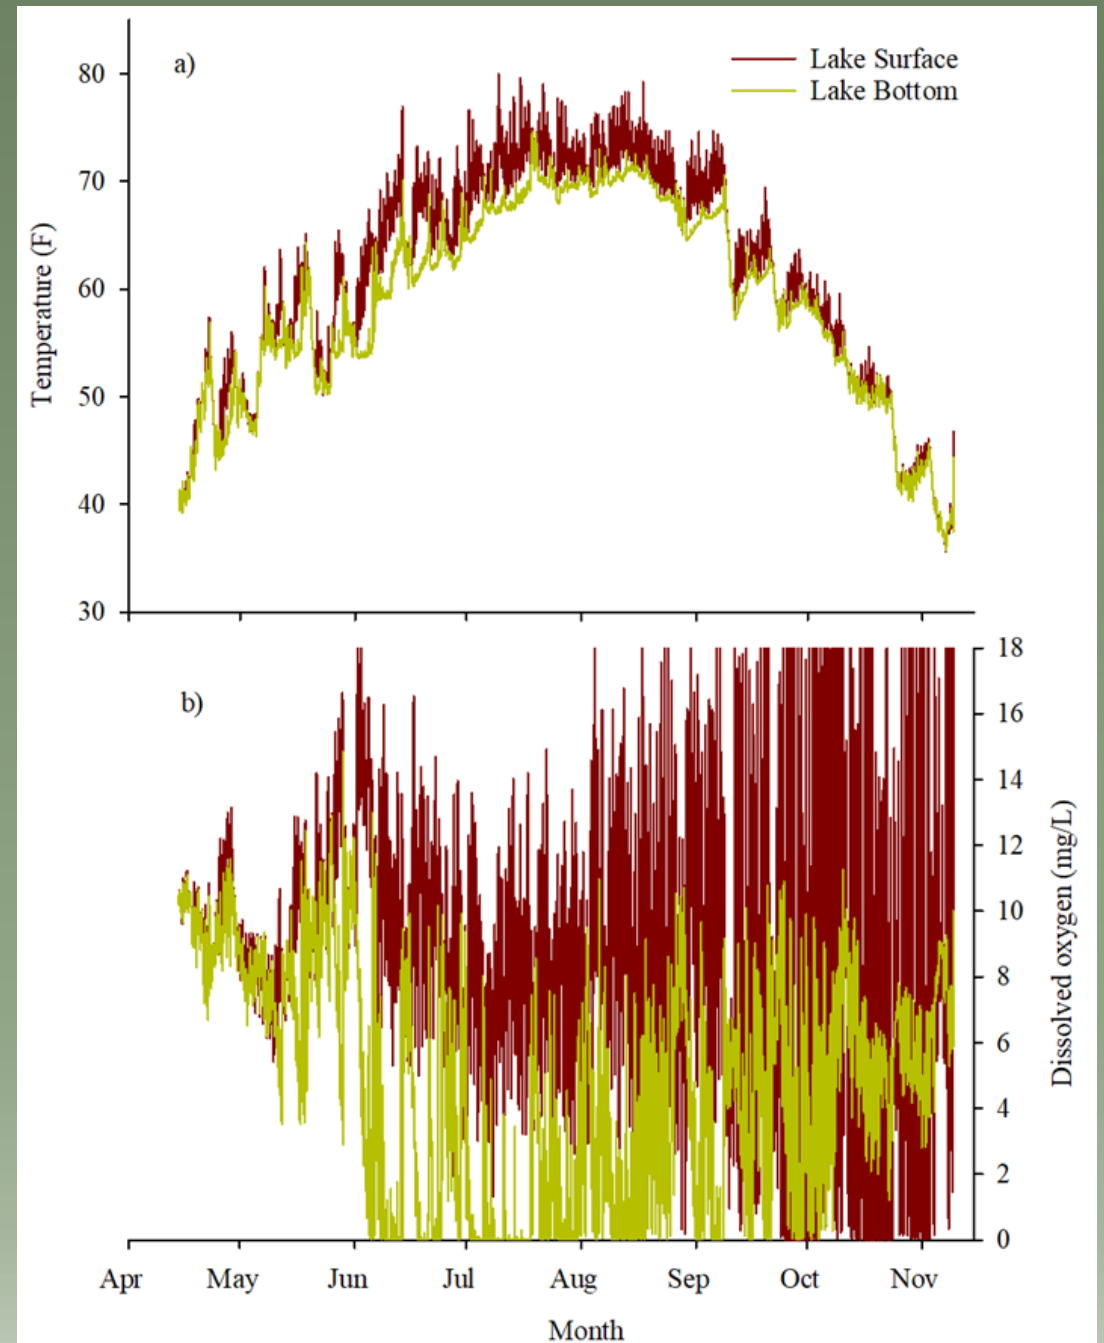 a)
Lake Surface
Lake Bottom
80
70
60
50
40
30
Temperature (F)
b)
18
16
14
12
10
8
6
4
2
0
Dissolved oxygen (mg/L)
Apr May Jun Jul Aug Sep Oct Nov
Month